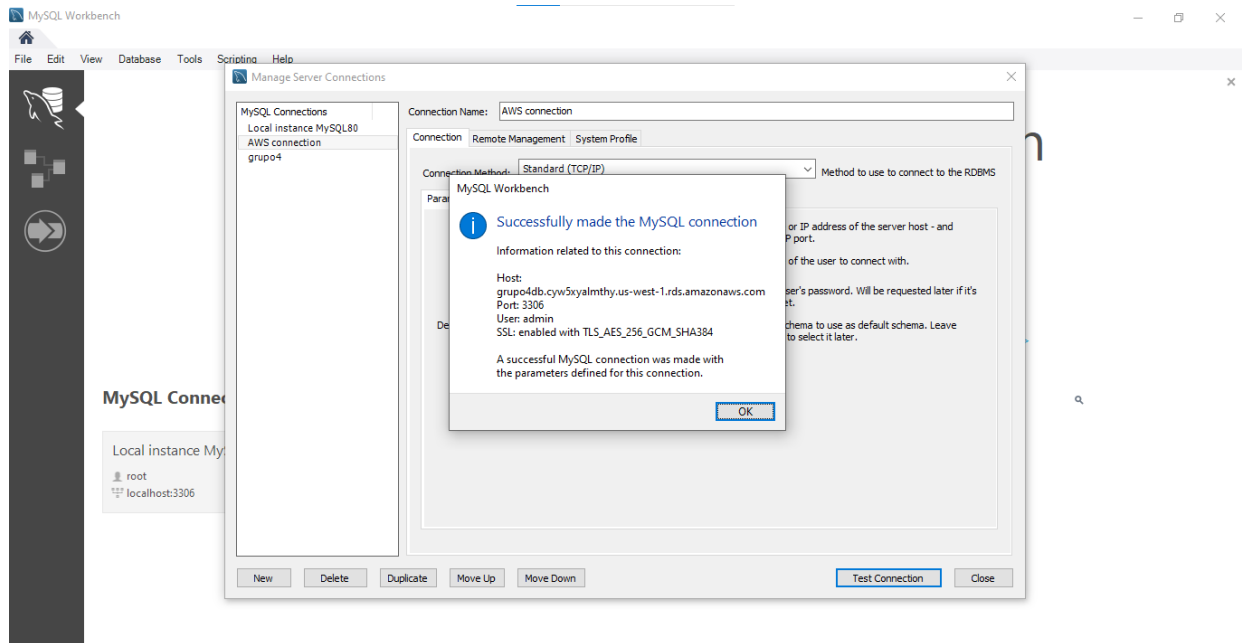 MySQL Workbench
File Edit View Database Tools Scripting Help
Manage Server Connections
MySQL Connections
Local instance MySQL80
AWS connection
grupo4
Connection Name: AWS connection
Connection Remote Management System Profile
Connection Method: Standard (TCP/IP) Method to use to connect to the RDBMS
Para
or IP address of the server host - and
P port.
of the user to connect with.
ser's password. Will be requested later if it's
et.
De
chema to use as default schema. Leave
to select it later.
MySQL Workbench
Successfully made the MySQL connection
Information related to this connection:
Host:
grupo4db.cyw5xyalmthy.us-west-1.rds.amazonaws.com
Port: 3306
User: admin
SSL: enabled with TLS_AES_256_GCM_SHA384
A successful MySQL connection was made with
the parameters defined for this connection.
OK
n
MySQL Connec
Local instance My
root
localhost:3306
New Delete Duplicate Move Up Move Down Test Connection Close